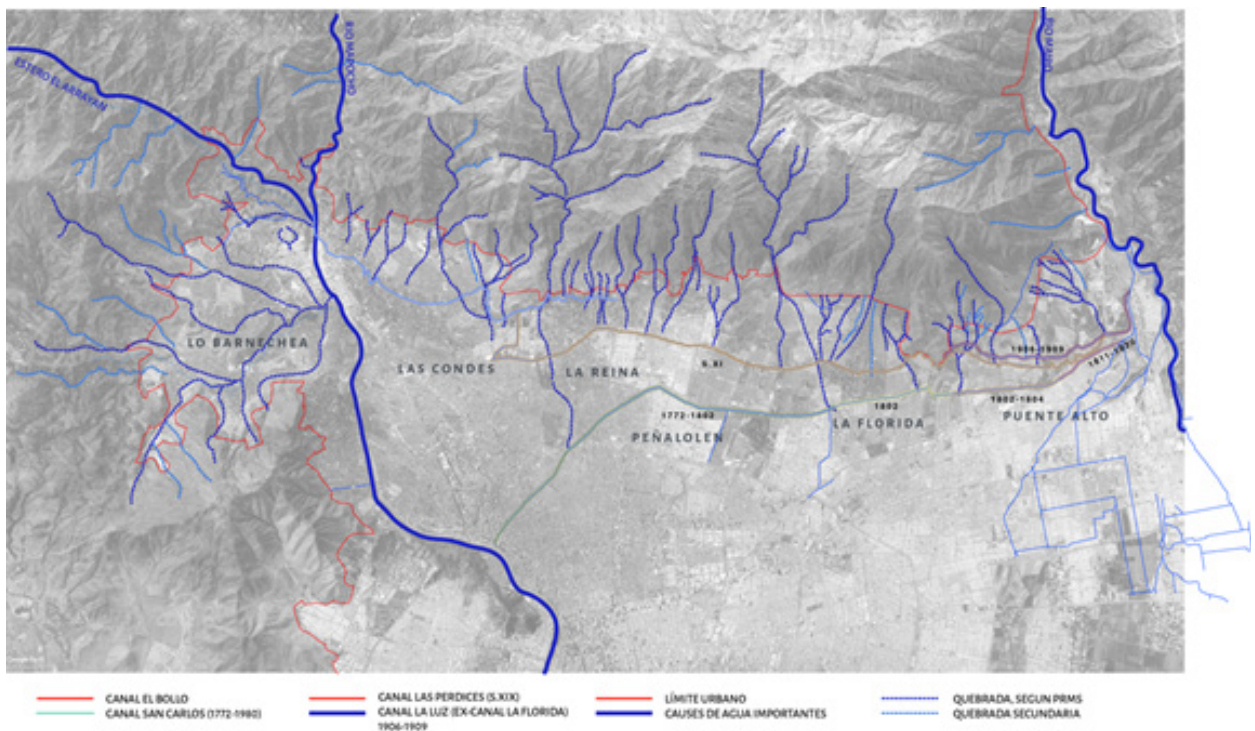 ESTERO EL ARRAYAN
RIO MAPOCHO
RIO MAIPO
LO BARNECHEA
LAS CONDES
LA REINA
S.XI
1772-1802
PEÑALOLEN
1802
LA FLORIDA
1906-1909
1802-1804
PUENTE ALTO
CANAL EL BOLLO
CANAL SAN CARLOS (1772-1980)
CANAL LAS PERDICES (S.XIX)
CANAL LA LUZ (EX-CANAL LA FLORIDA)
1906-1909
LÍMITE URBANO
CAUSES DE AGUA IMPORTANTES
QUEBRADA, SEGUN PRMS
QUEBRADA SECUNDARIA